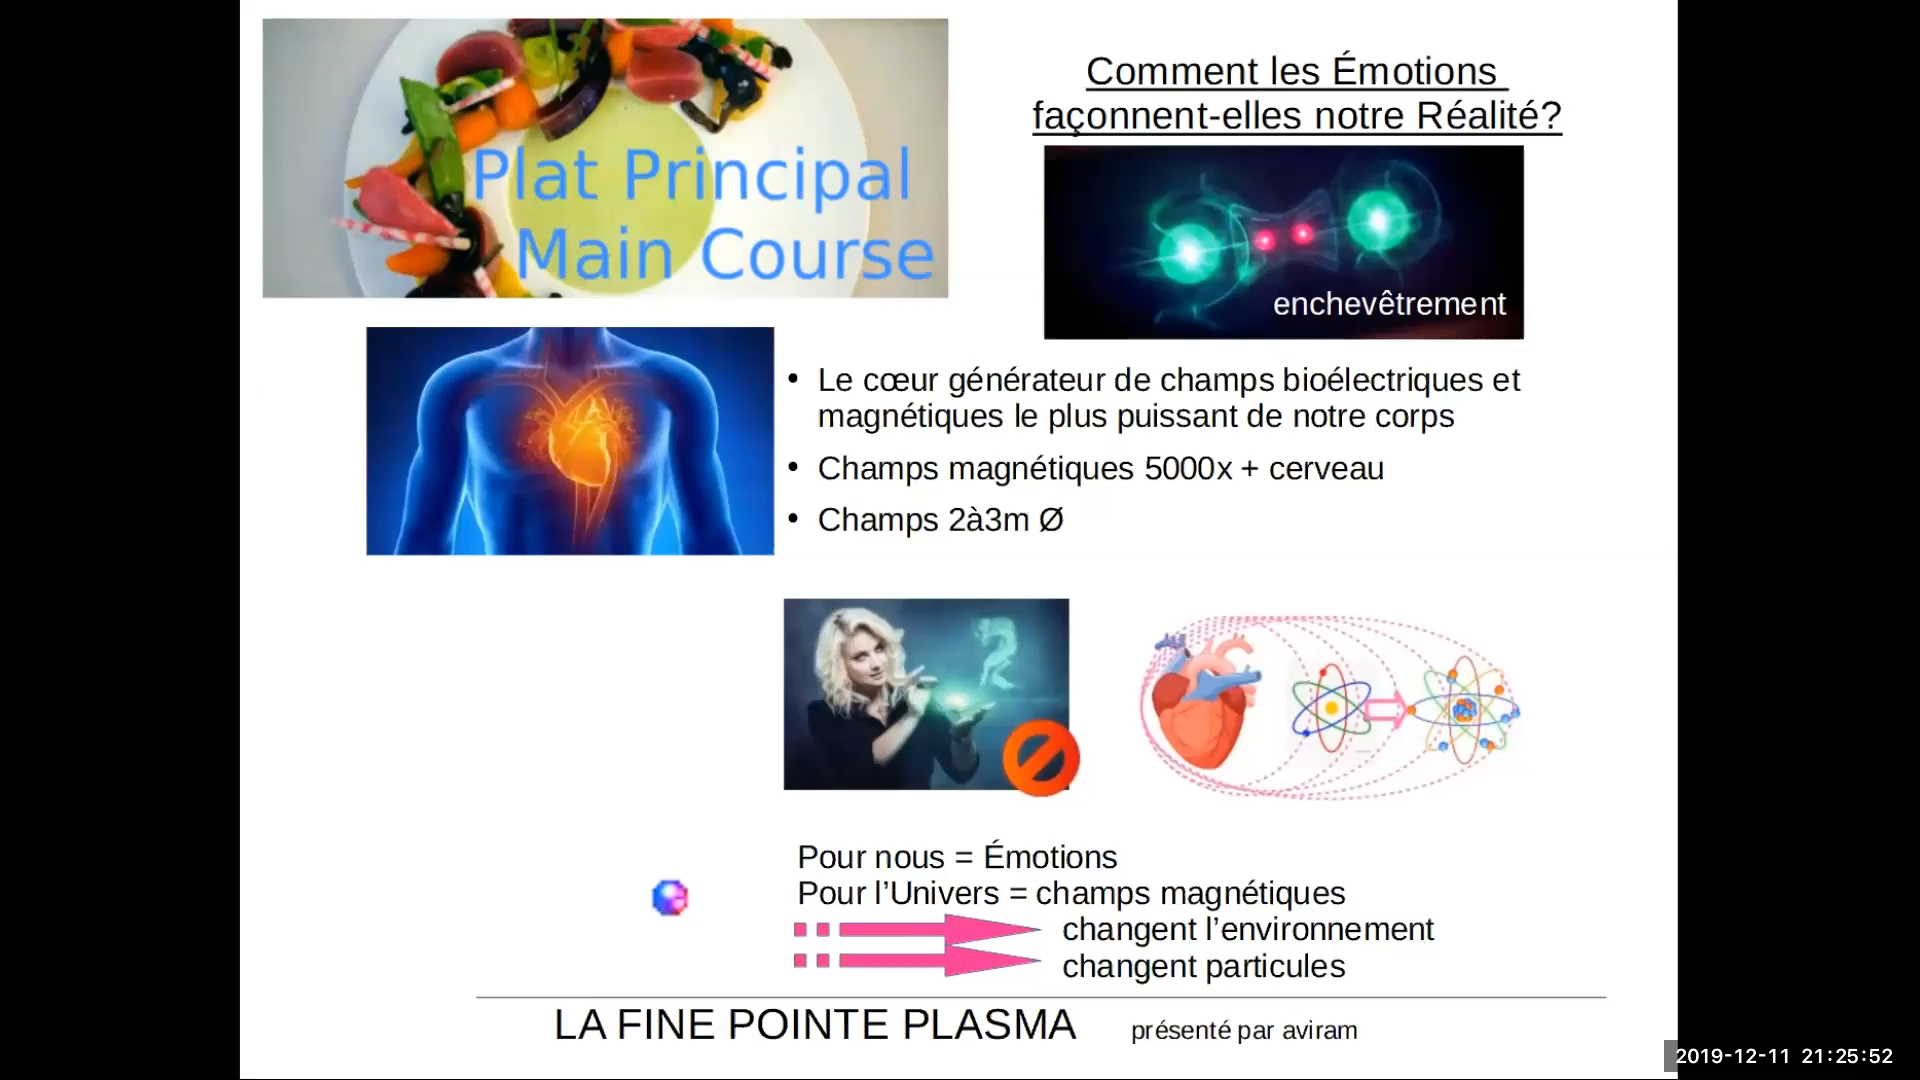 Plat Principal
Main Course
Comment les Émotions
façonnent-elles notre Réalité?
enchevêtrement
• Le cœur générateur de champs bioélectriques et
magnétiques le plus puissant de notre corps
• Champs magnétiques 5000x + cerveau
• Champs 2à3m Ø
Pour nous = Émotions
Pour l’Univers = champs magnétiques
changent l’environnement
changent particules
LA FINE POINTE PLASMA présenté par aviram
2019-12-11 21:25:52